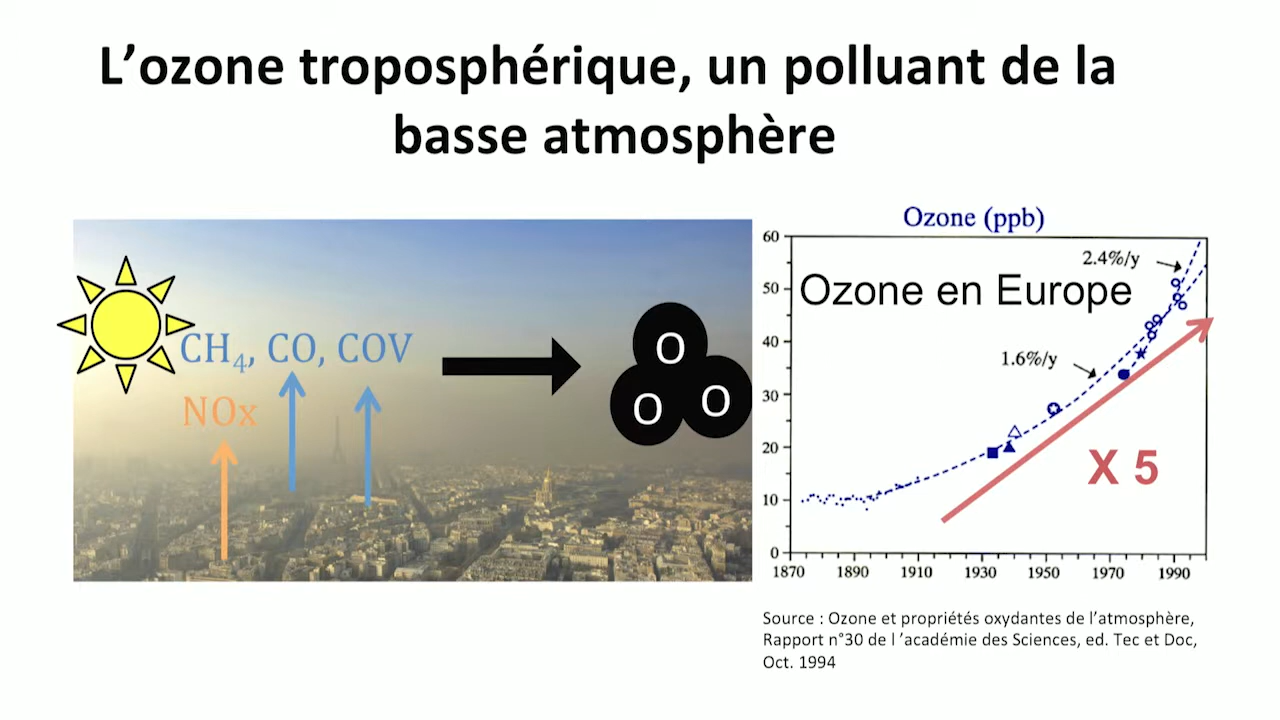 L’ozone troposphérique, un polluant de la
basse atmosphère
CH₄, CO, COV
NOx
O
O
O
Ozone (ppb)
Ozone en Europe
2.4%/y
1.6%/y
X 5
60
50
40
30
20
10
0
1870 1890 1910 1930 1950 1970 1990
Source : Ozone et propriétés oxydantes de l’atmosphère,
Rapport n°30 de l ’académie des Sciences, ed. Tec et Doc,
Oct. 1994